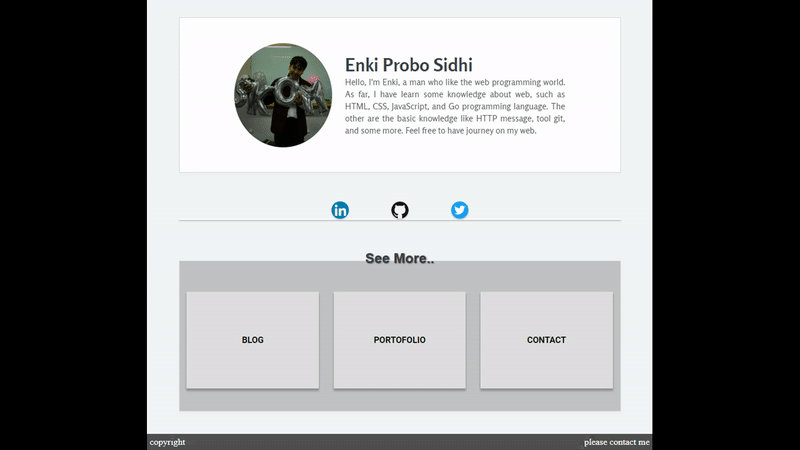 Enki Probo Sidhi
Hello, I'm Enki, a man who like the web programming world.
As far, I have learn some knowledge about web, such as
HTML, CSS, JavaScript, and Go programming language. The
other are the basic knowledge like HTTP message, tool git,
and some more. Feel free to have journey on my web.
in
See More..
BLOG
PORTOFOLIO
CONTACT
copyright
please contact me